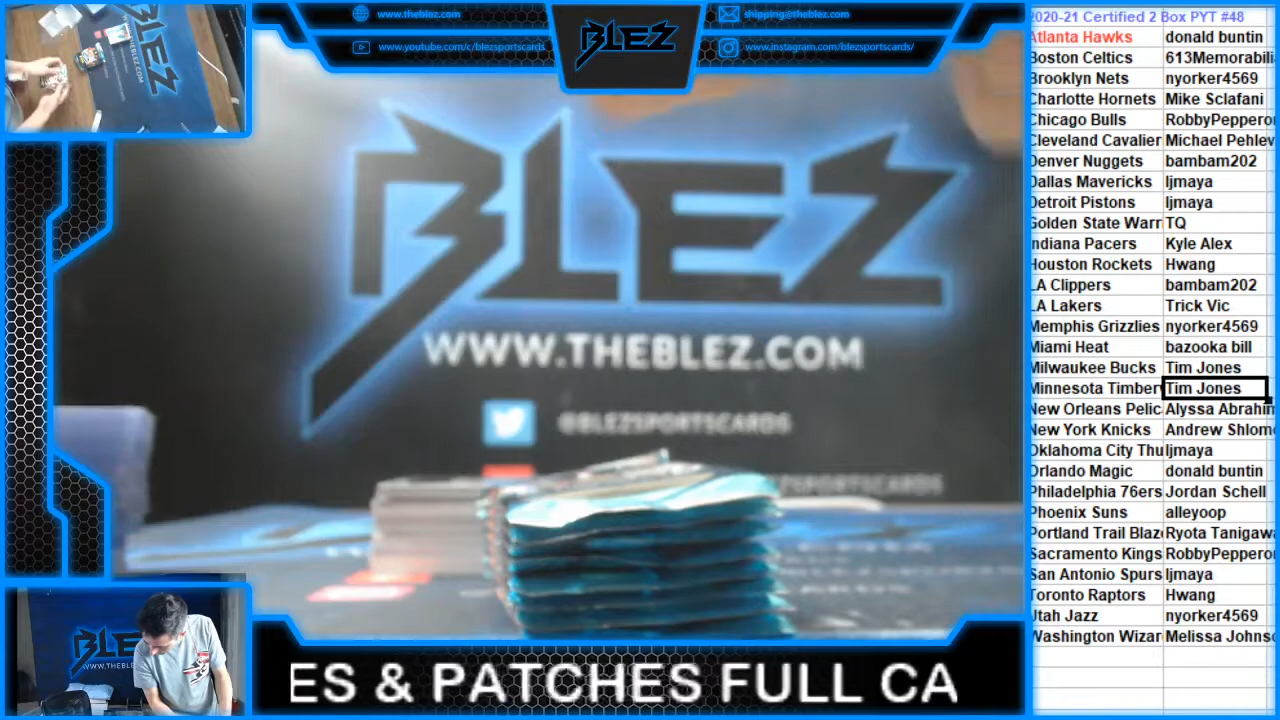 www.theblez.com
www.youtube.com/c/blezsportscards
BLEZ
shipping@theblez.com
www.instagram.com/blezsportscards/
BLEZ
WWW.THEBLEZ.COM
@BLEZSPORTSCARDS
ZSPORTSCARDS
BLE
WWW.THEBLE
ES & PATCHES FULL CA
2020-21 Certified 2 Box PYT #48
Atlanta Hawks donald buntin
Boston Celtics 613Memorabili
Brooklyn Nets nyorker4569
Charlotte Hornets Mike Sclafani
Chicago Bulls RobbyPeppero
Cleveland Cavalier Michael Pehlev
Denver Nuggets bambam202
Dallas Mavericks ljmaya
Detroit Pistons ljmaya
Golden State Warr TQ
Indiana Pacers Kyle Alex
Houston Rockets Hwang
LA Clippers bambam202
LA Lakers Trick Vic
Memphis Grizzlies nyorker4569
Miami Heat bazooka bill
Milwaukee Bucks Tim Jones
Minnesota Timber Tim Jones
New Orleans Pelic Alyssa Abrahin
New York Knicks Andrew Shlom
Oklahoma City Thu ljmaya
Orlando Magic donald buntin
Philadelphia 76ers Jordan Schell
Phoenix Suns alleyoop
Portland Trail Blaz Ryota Tanigaw
Sacramento Kings RobbyPeppero
San Antonio Spurs ljmaya
Toronto Raptors Hwang
Utah Jazz nyorker4569
Washington Wizar Melissa Johns